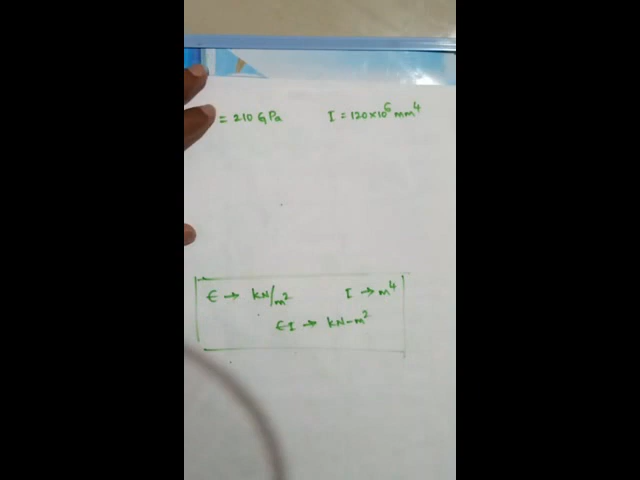 = 210 GPa I = 120×10⁶ mm⁴
E → kN/m² I → m⁴
EI → kN-m²